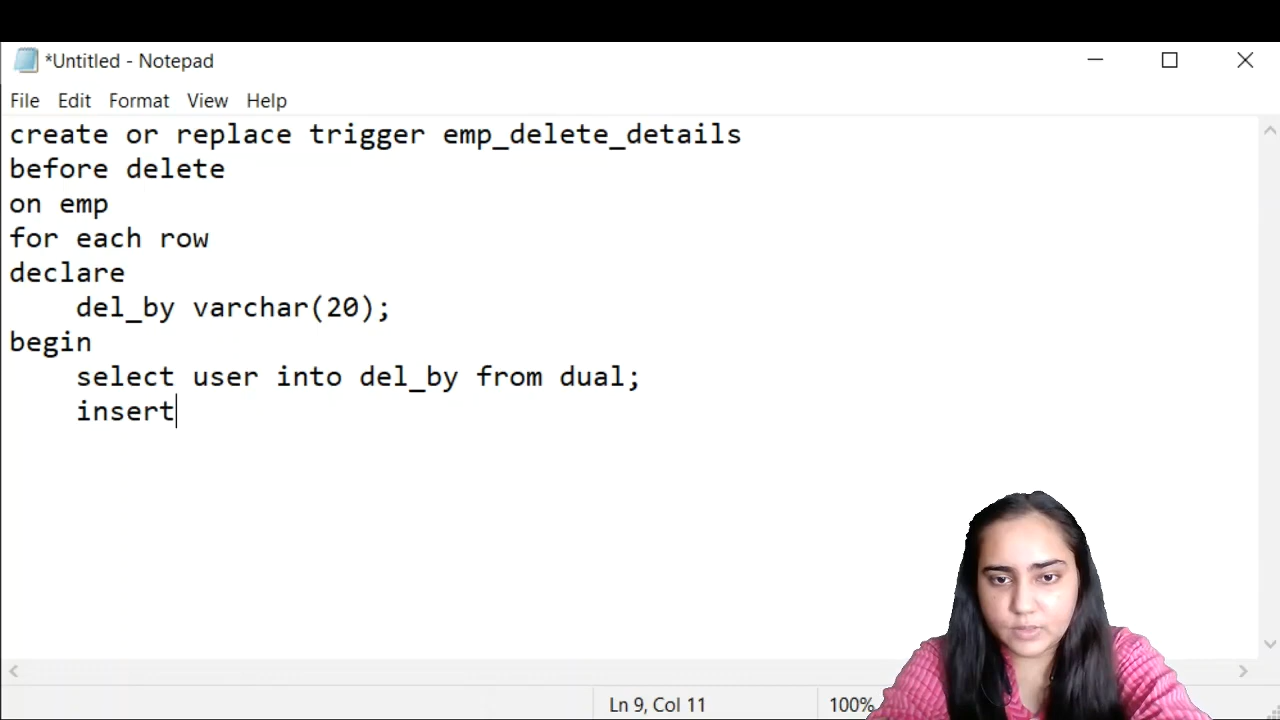 *Untitled - Notepad
File Edit Format View Help
create or replace trigger emp_delete_details
before delete
on emp
for each row
declare
    del_by varchar(20);
begin
    select user into del_by from dual;
    insert
Ln 9, Col 11 100%